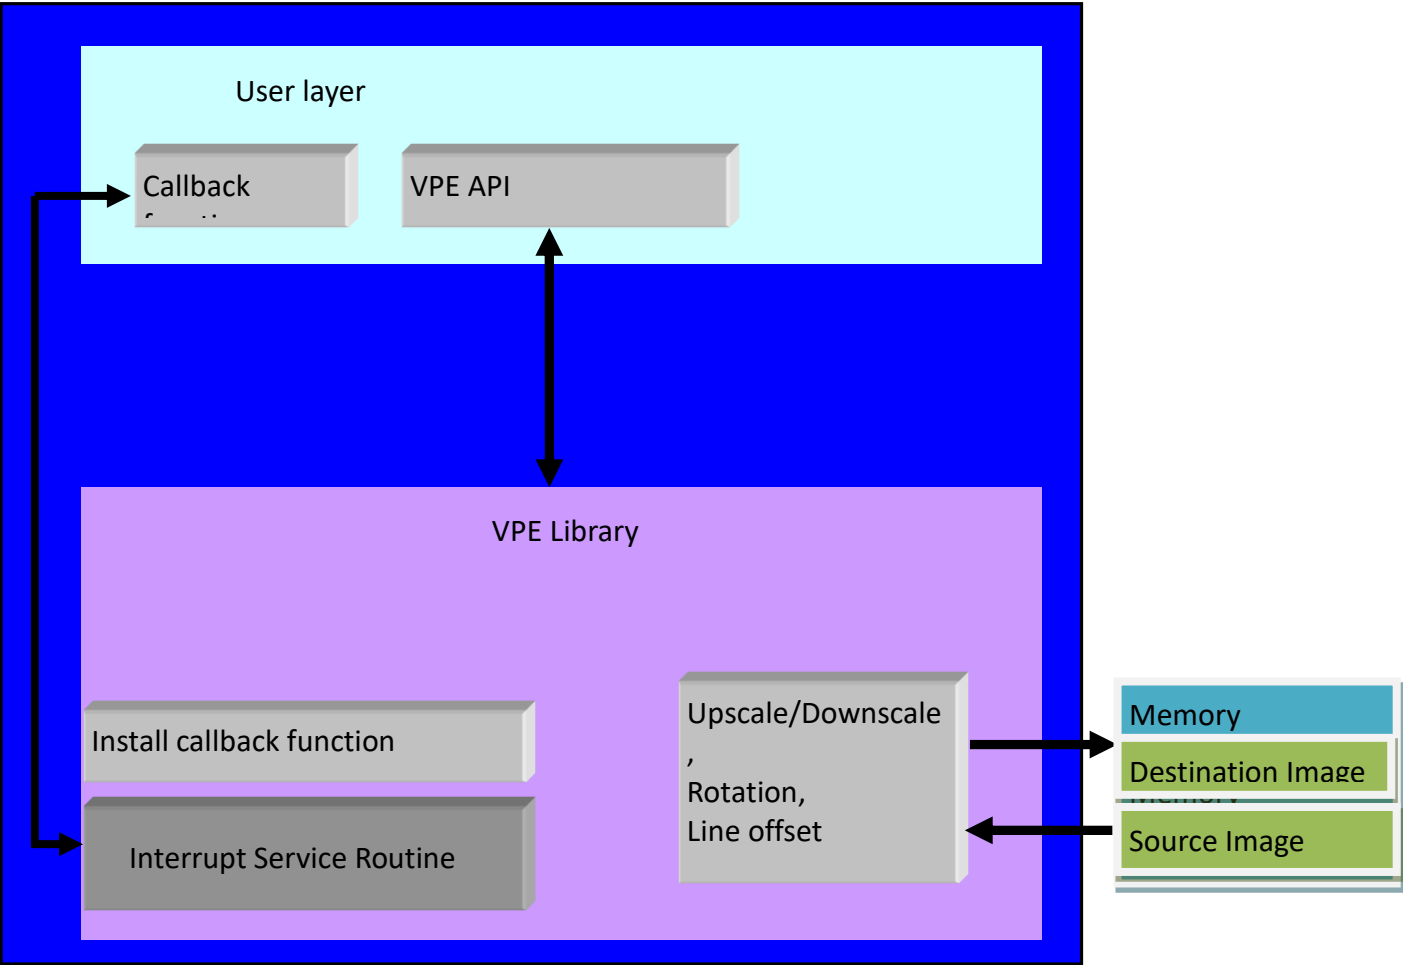 User layer
Callback
VPE API
VPE Library
Install callback function
Interrupt Service Routine
Upscale/Downscale
,
Rotation,
Line offset
Memory
Destination Image
Source Image